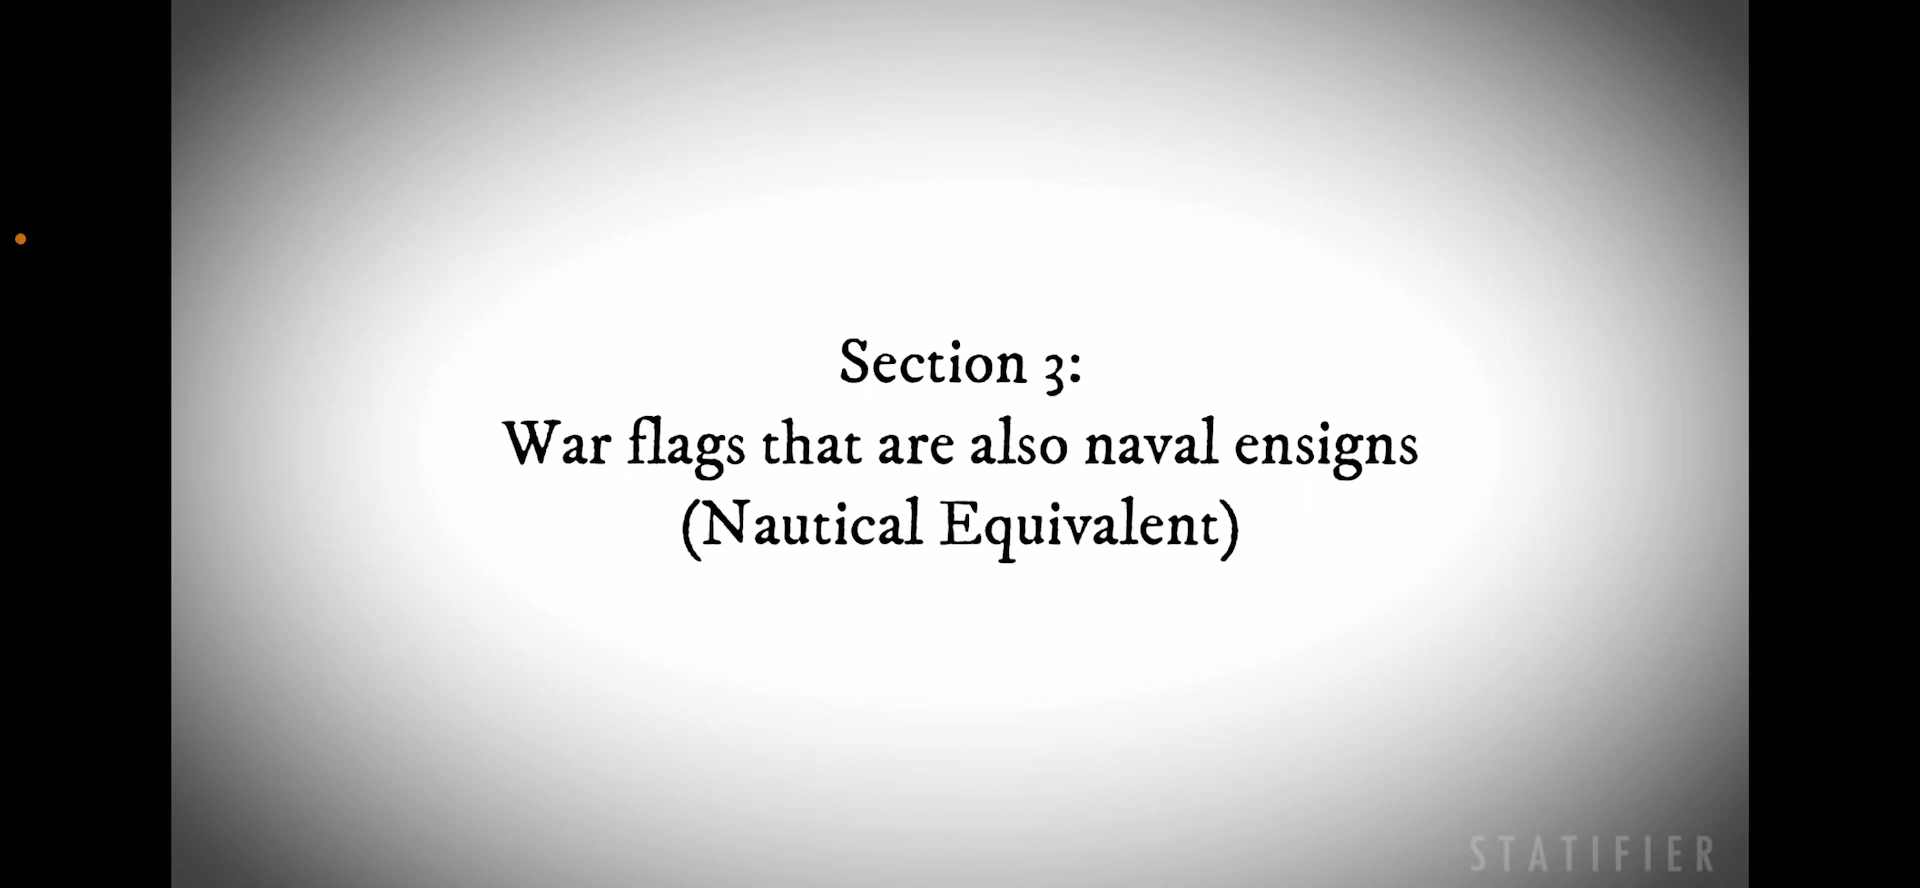 Section 3:
War flags that are also naval ensigns
(Nautical Equivalent)
STATIFIER